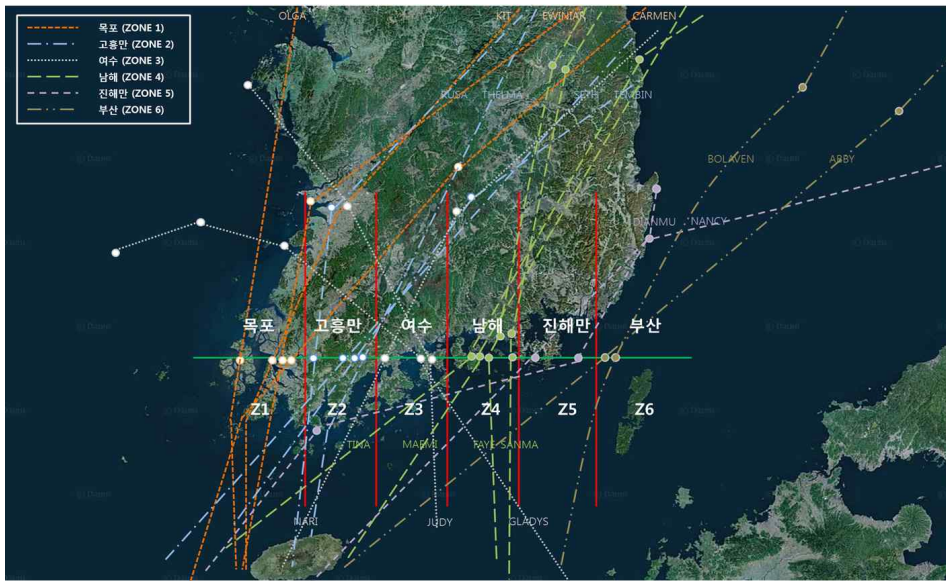 OLGA KIT EWINIAR CARMEN
목포 (ZONE 1)
고흥만 (ZONE 2)
여수 (ZONE 3)
남해 (ZONE 4)
진해만 (ZONE 5)
부산 (ZONE 6)
RUSA THELMA SETH TEMBIN
BOLAVEN ABBY
DIANMU NANCY
목포 고흥만 여수 남해 진해만 부산
Z1 Z2 Z3 Z4 Z5 Z6
TINA MAEMI FAYE SANMA
NARI JUDY GLADYS